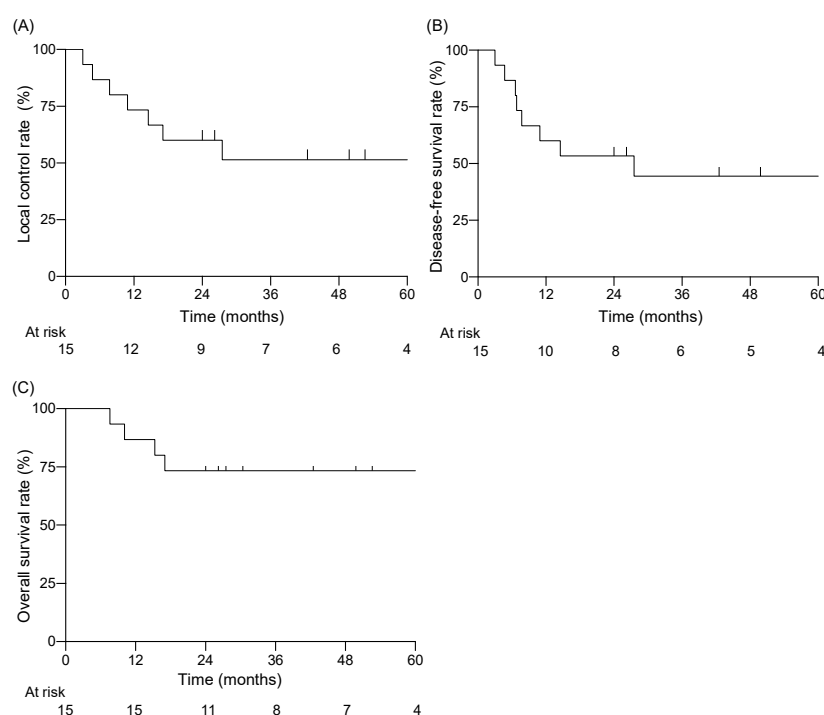 (A)
Local control rate (%)
100
75
50
25
0
0 12 24 36 48 60
Time (months)
At risk
15 12 9 7 6 4
(B)
Disease-free survival rate (%)
100
75
50
25
0
0 12 24 36 48 60
Time (months)
At risk
15 10 8 6 5 4
(C)
Overall survival rate (%)
100
75
50
25
0
0 12 24 36 48 60
Time (months)
At risk
15 15 11 8 7 4